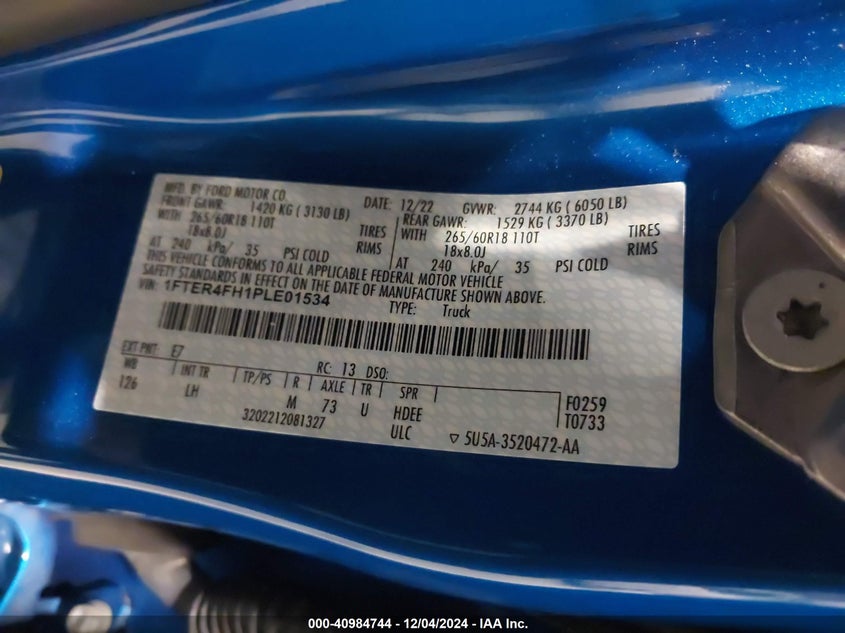 MFD. BY FORD MOTOR CO.
DATE: 12/22 GVWR: 2744 KG ( 6050 LB)
FRONT GAWR: 1420 KG ( 3130 LB) REAR GAWR: 1529 KG ( 3370 LB)
WITH 265/60R18 110T TIRES WITH 265/60R18 110T TIRES
18x8.0J RIMS 18x8.0J RIMS
AT 240 kPa/ 35 PSI COLD AT 240 kPa/ 35 PSI COLD
THIS VEHICLE CONFORMS TO ALL APPLICABLE FEDERAL MOTOR VEHICLE
SAFETY STANDARDS IN EFFECT ON THE DATE OF MANUFACTURE SHOWN ABOVE.
VIN: 1FTER4FH1PLE01534
TYPE: Truck
EXT PNT: E7 RC: 13 DSO:
WB INT TR TP/PS R AXLE TR SPR
126 LH M 73 U HDEE
F0259
T0733
3202212081327 ULC ▽ 5U5A-3520472-AA
000-40984744 - 12/04/2024 - IAA Inc.